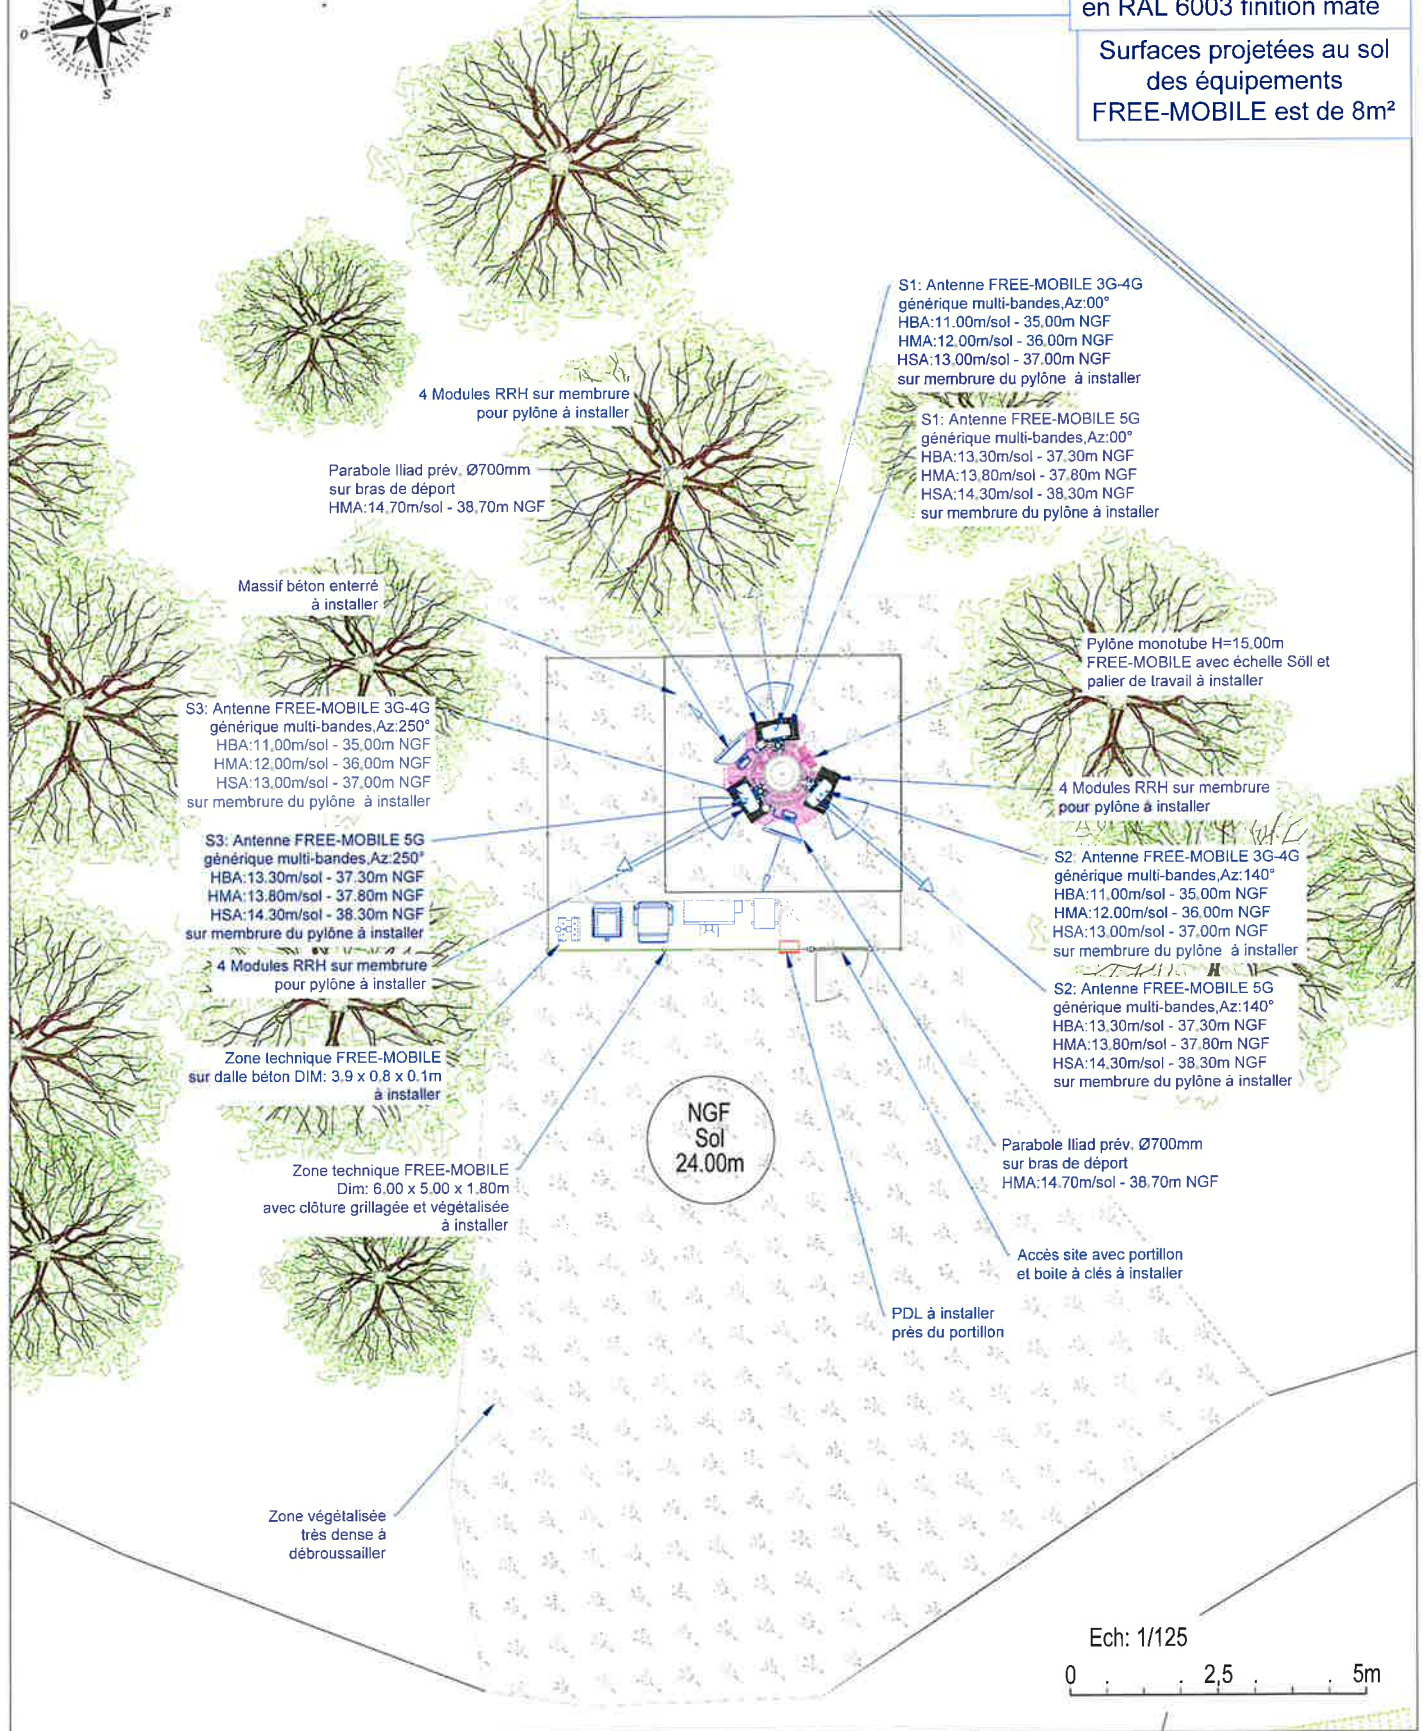 en RAL 6003 finition mate
Surfaces projetées au sol
des équipements
FREE-MOBILE est de 8m²
O
E
S
S1: Antenne FREE-MOBILE 3G-4G
générique multi-bandes,Az:00°
HBA:11.00m/sol - 35.00m NGF
HMA:12.00m/sol - 36.00m NGF
HSA:13.00m/sol - 37.00m NGF
sur membrure du pylône à installer
4 Modules RRH sur membrure
pour pylône à installer
S1: Antenne FREE-MOBILE 5G
générique multi-bandes,Az:00°
HBA:13.30m/sol - 37.30m NGF
HMA:13.80m/sol - 37.80m NGF
HSA:14.30m/sol - 38.30m NGF
sur membrure du pylône à installer
Parabole Iliad prév. Ø700mm
sur bras de déport
HMA:14.70m/sol - 38.70m NGF
Massif béton enterré
à installer
Pylône monotube H=15.00m
FREE-MOBILE avec échelle Söll et
palier de travail à installer
S3: Antenne FREE-MOBILE 3G-4G
générique multi-bandes,Az:250°
HBA:11.00m/sol - 35.00m NGF
HMA:12.00m/sol - 36.00m NGF
HSA:13.00m/sol - 37.00m NGF
sur membrure du pylône à installer
4 Modules RRH sur membrure
pour pylône à installer
S3: Antenne FREE-MOBILE 5G
générique multi-bandes,Az:250°
HBA:13.30m/sol - 37.30m NGF
HMA:13.80m/sol - 37.80m NGF
HSA:14.30m/sol - 38.30m NGF
sur membrure du pylône à installer
S2: Antenne FREE-MOBILE 3G-4G
générique multi-bandes,Az:140°
HBA:11.00m/sol - 35.00m NGF
HMA:12.00m/sol - 36.00m NGF
HSA:13.00m/sol - 37.00m NGF
sur membrure du pylône à installer
4 Modules RRH sur membrure
pour pylône à installer
S2: Antenne FREE-MOBILE 5G
générique multi-bandes,Az:140°
HBA:13.30m/sol - 37.30m NGF
HMA:13.80m/sol - 37.80m NGF
HSA:14.30m/sol - 38.30m NGF
sur membrure du pylône à installer
Zone technique FREE-MOBILE
sur dalle béton DIM: 3.9 x 0.8 x 0.1m
à installer
NGF
Sol
24.00m
Parabole Iliad prév. Ø700mm
sur bras de déport
HMA:14.70m/sol - 38.70m NGF
Zone technique FREE-MOBILE
Dim: 6.00 x 5.00 x 1.80m
avec clôture grillagée et végétalisée
à installer
Accès site avec portillon
et boite à clés à installer
PDL à installer
près du portillon
Zone végétalisée
très dense à
débroussailler
Ech: 1/125
0 2,5 5m